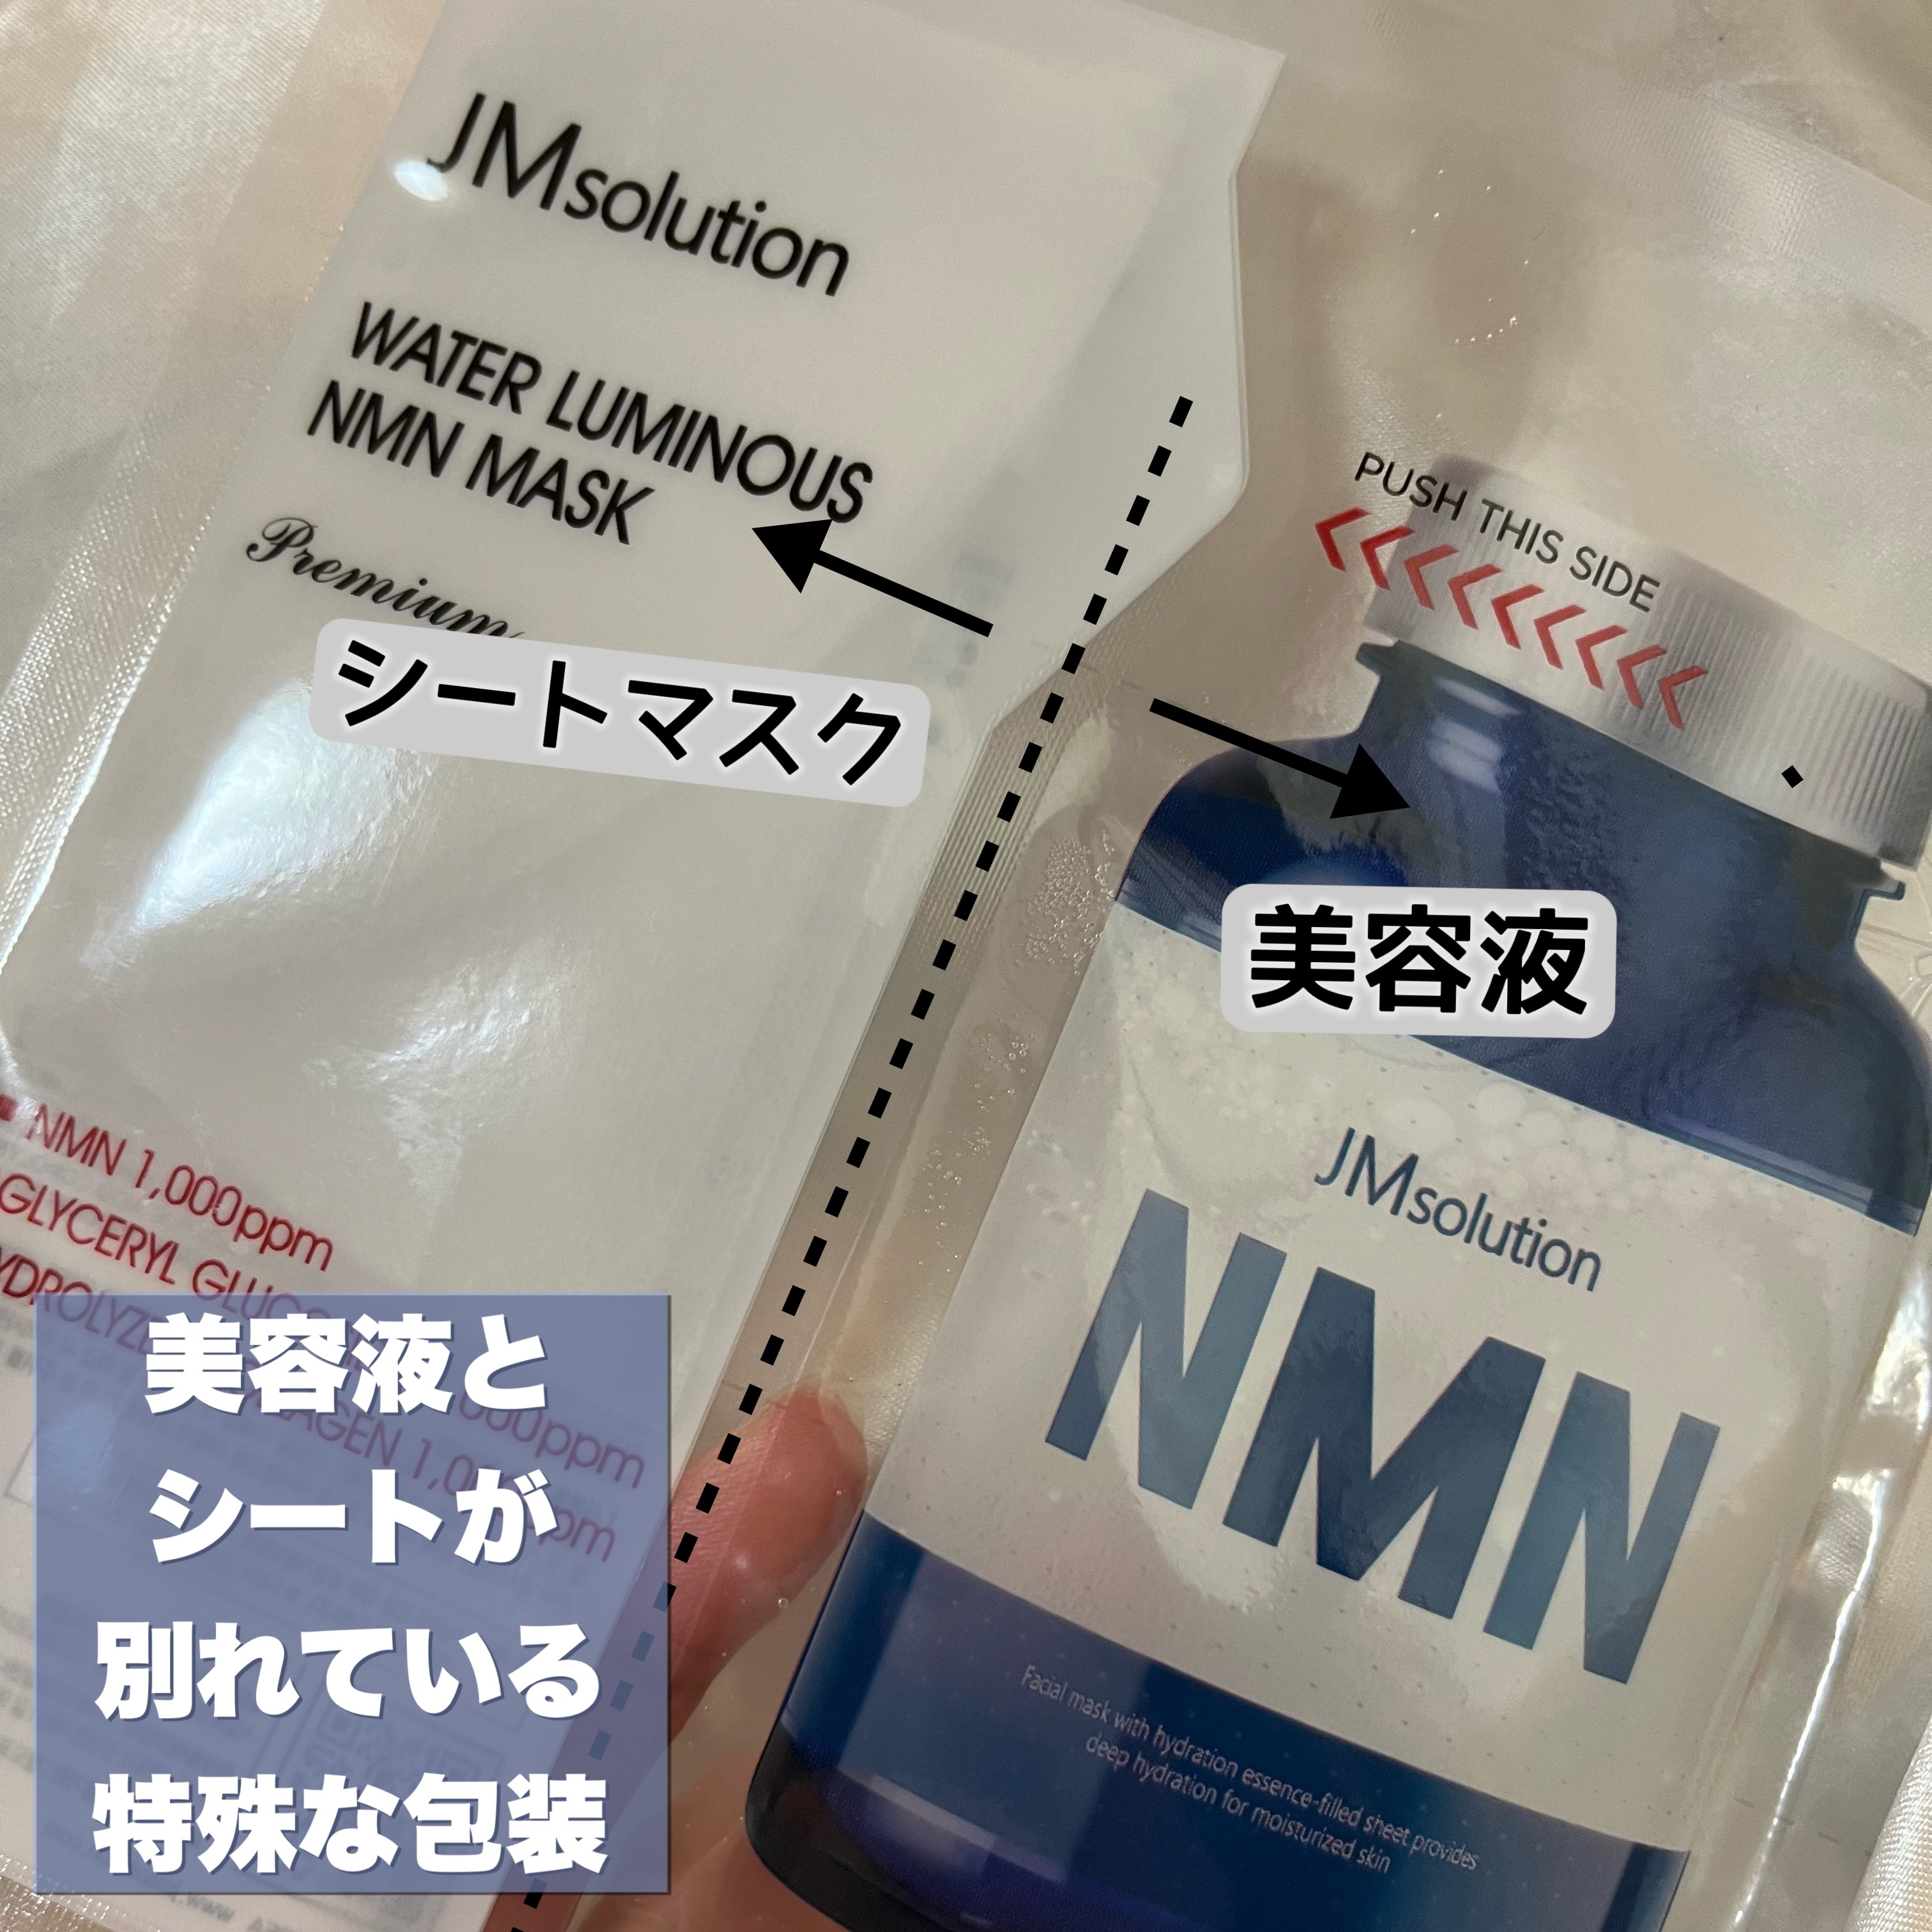 JMsolution
WATER LUMINOUS
NMN MASK
Premium
シートマスク
PUSH THIS SIDE
美容液
JMsolution
NMN
Facial mask with hydration essence-filled sheet provides
deep hydration for moisturized skin
NMN 1,000ppm
GLYCERYL
1,000ppm
美容液と
シートが
別れている
特殊な包装